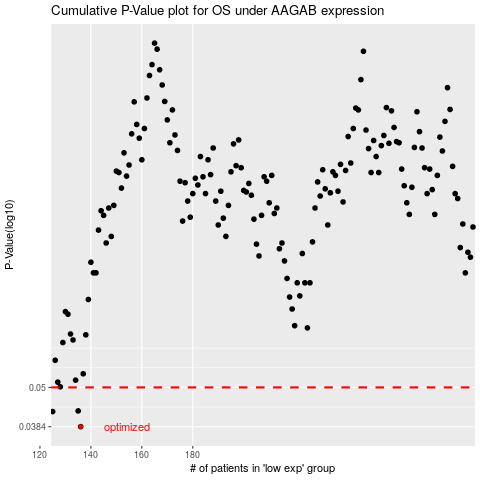 Cumulative P-Value plot for OS under AAGAB expression
P-Value(log10)
0.05
0.0384
optimized
120 140 160 180
# of patients in 'low exp' group